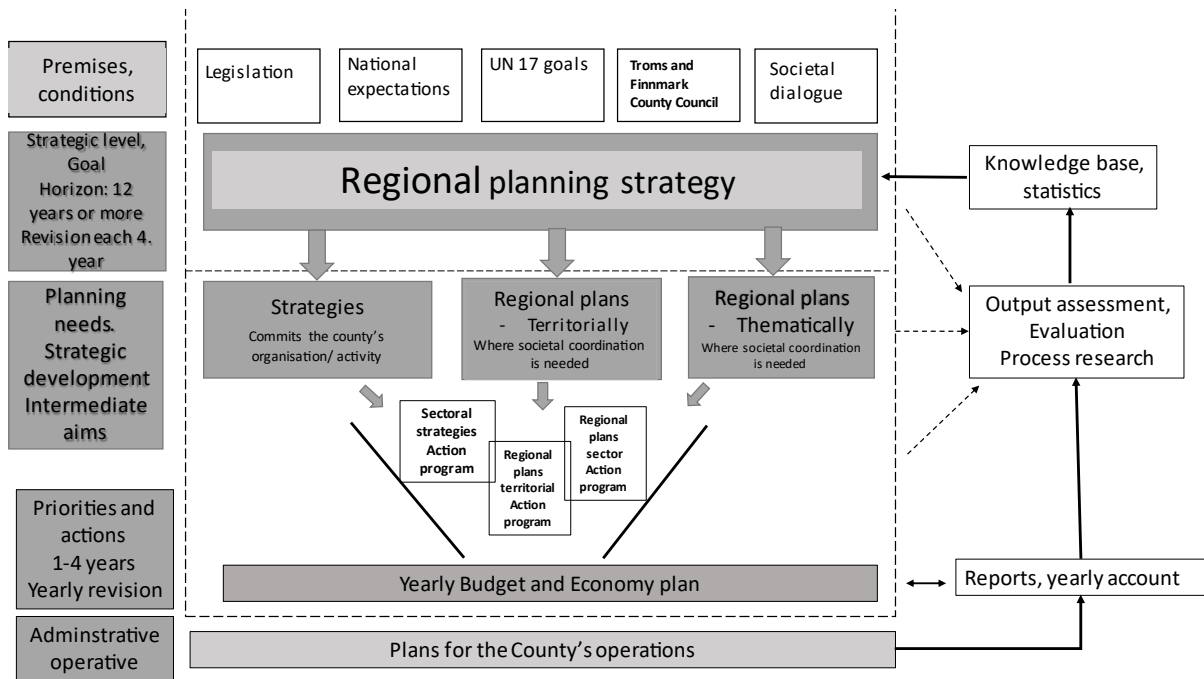 Premises,
conditions
Legislation
National
expectations
UN 17 goals
Troms and
Finnmark
County Council
Societal
dialogue
Strategic level,
Goal
Horizon: 12
years or more
Revision each 4.
year
Regional planning strategy
Knowledge base,
statistics
Planning
needs.
Strategic
development
Intermediate
aims
Strategies
Commits the county's
organisation/ activity
Regional plans
- Territorially
Where societal coordination
is needed
Regional plans
- Thematically
Where societal coordination
is needed
Output assessment,
Evaluation
Process research
Sectoral
strategies
Action
program
Regional
plans
territorial
Action
program
Regional
plans
sector
Action
program
Priorities and
actions
1-4 years
Yearly revision
Yearly Budget and Economy plan
Reports, yearly account
Adminstrative
operative
Plans for the County's operations